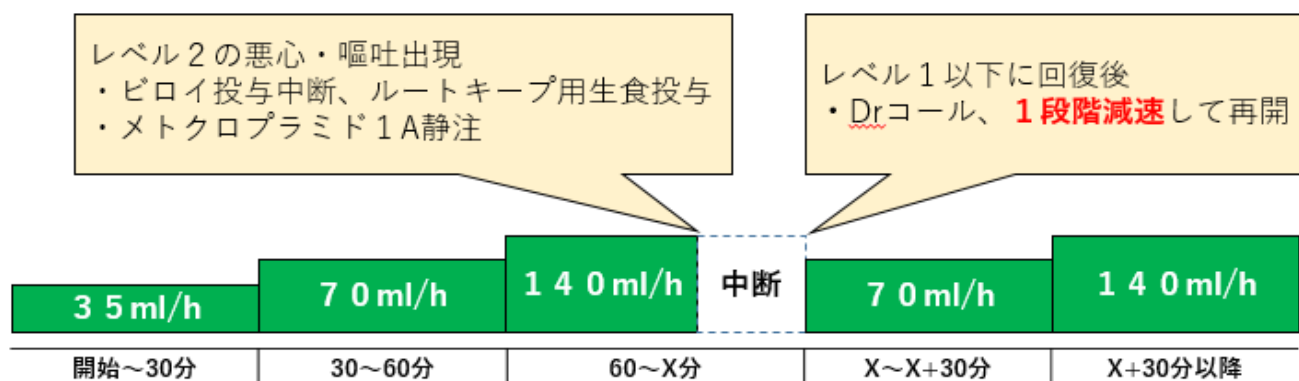 レベル２の悪心・嘔吐出現
・ビロイ投与中断、ルートキープ用生食投与
・メトクロプラミド１A静注
レベル１以下に回復後
・Drコール、１段階減速して再開
３５ml/h
７０ml/h
１４０ml/h
中断
７０ml/h
１４０ml/h
開始～30分
30～60分
60～X分
X～X+30分
X+30分以降